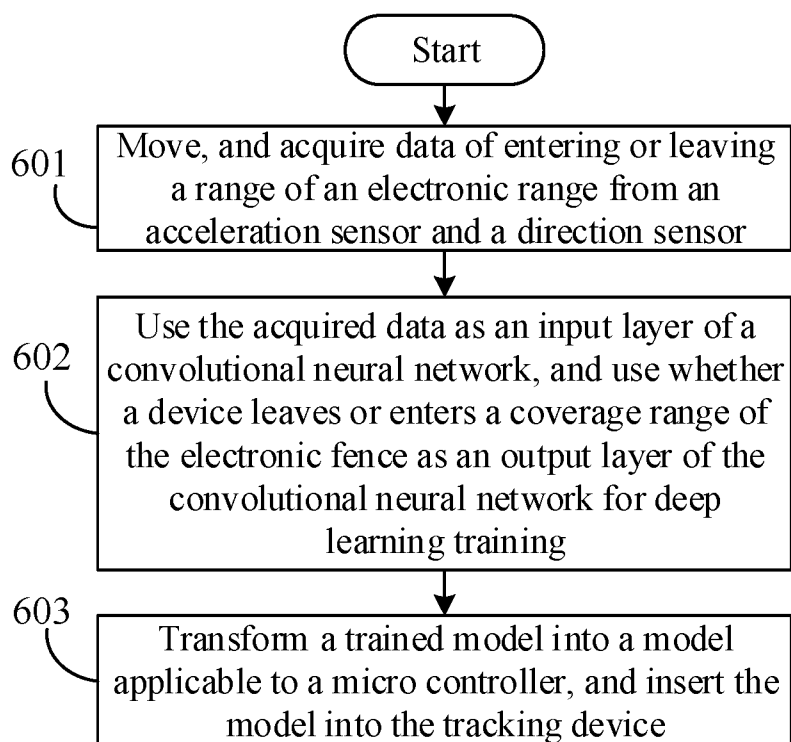 Start
601
Move, and acquire data of entering or leaving
a range of an electronic range from an
acceleration sensor and a direction sensor
602
Use the acquired data as an input layer of a
convolutional neural network, and use whether
a device leaves or enters a coverage range of
the electronic fence as an output layer of the
convolutional neural network for deep
learning training
603
Transform a trained model into a model
applicable to a micro controller, and insert the
model into the tracking device